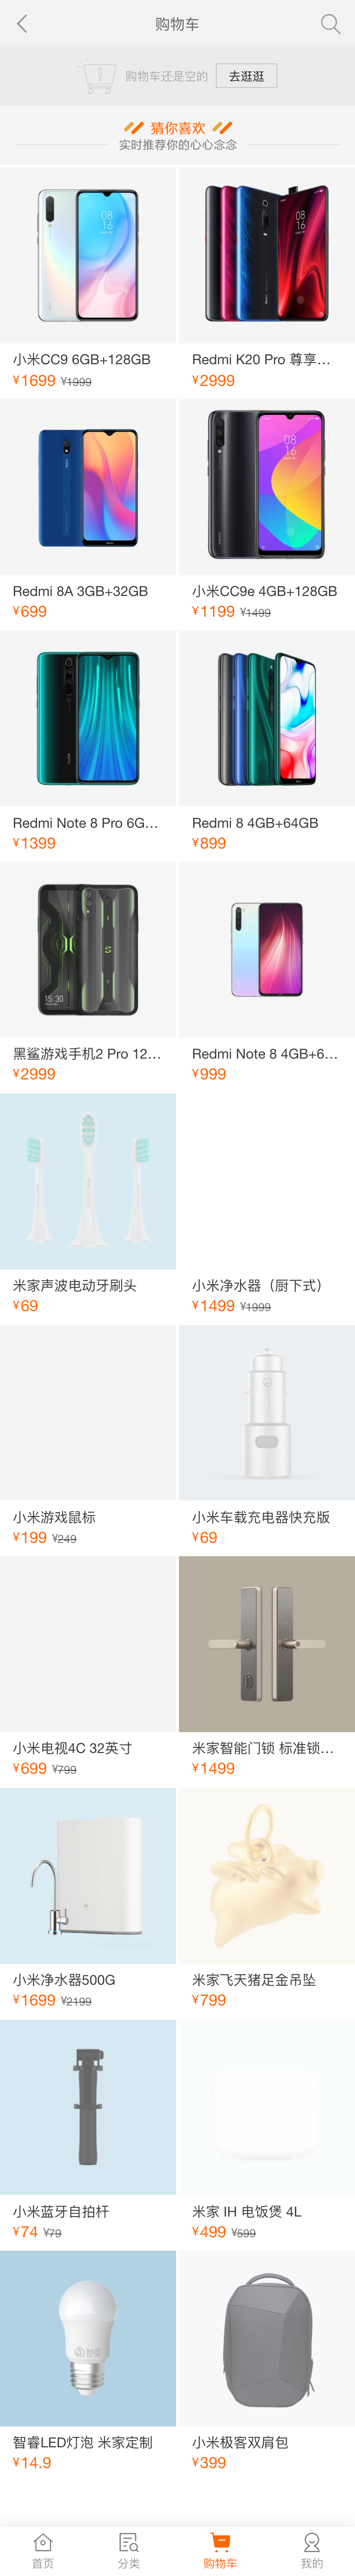 购物车
购物车还是空的 去逛逛
猜你喜欢
实时推荐你的心心念念
08
16
08
16
小米CC9 6GB+128GB
¥1699 ¥1999
Redmi K20 Pro 尊享...
¥2999
08
16
Redmi 8A 3GB+32GB
¥699
小米CC9e 4GB+128GB
¥1199 ¥1499
Redmi Note 8 Pro 6G...
¥1399
Redmi 8 4GB+64GB
¥899
15:30
黑鲨游戏手机2 Pro 12...
¥2999
Redmi Note 8 4GB+6...
¥999
米家声波电动牙刷头
¥69
小米净水器（厨下式）
¥1499 ¥1999
小米游戏鼠标
¥199 ¥249
小米车载充电器快充版
¥69
小米电视4C 32英寸
¥699 ¥799
米家智能门锁 标准锁...
¥1499
小米净水器500G
¥1699 ¥2199
米家飞天猪足金吊坠
¥799
小米蓝牙自拍杆
¥74 ¥79
米家 IH 电饭煲 4L
¥499 ¥599
智睿
智睿LED灯泡 米家定制
¥14.9
小米极客双肩包
¥399
首页 分类 购物车 我的